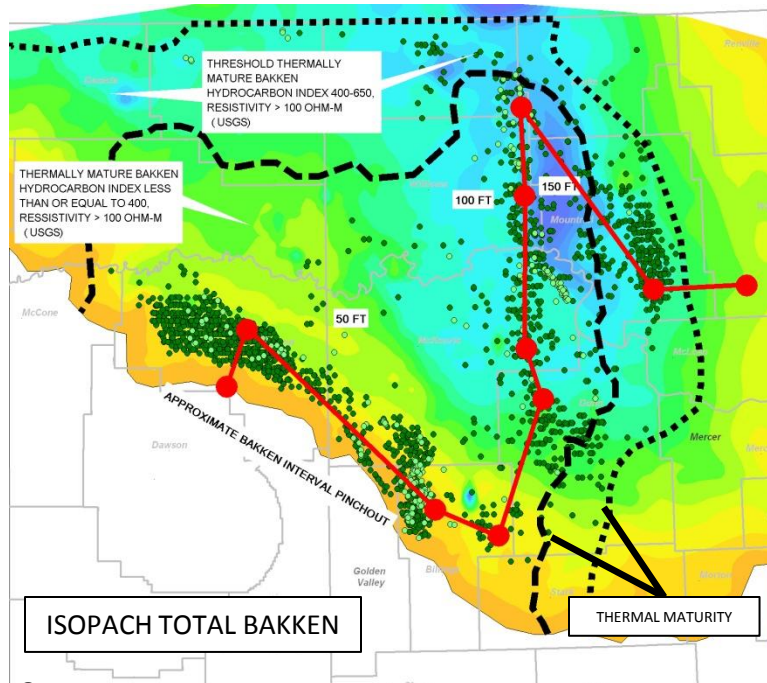 Renville
THRESHOLD THERMALLY
MATURE BAKKEN
HYDROCARBON INDEX 400-650,
RESISTIVITY > 100 OHM-M
(USGS)
THERMALLY MATURE BAKKEN
HYDROCARBON INDEX LESS
THAN OR EQUAL TO 400,
RESSISTIVITY > 100 OHM-M
(USGS)
100 FT
150 FT
McCone
50 FT
APPROXIMATE BAKKEN INTERVAL PINCHOUT
Dawson
Mercer
Golden
Valley
ISOPACH TOTAL BAKKEN
THERMAL MATURITY